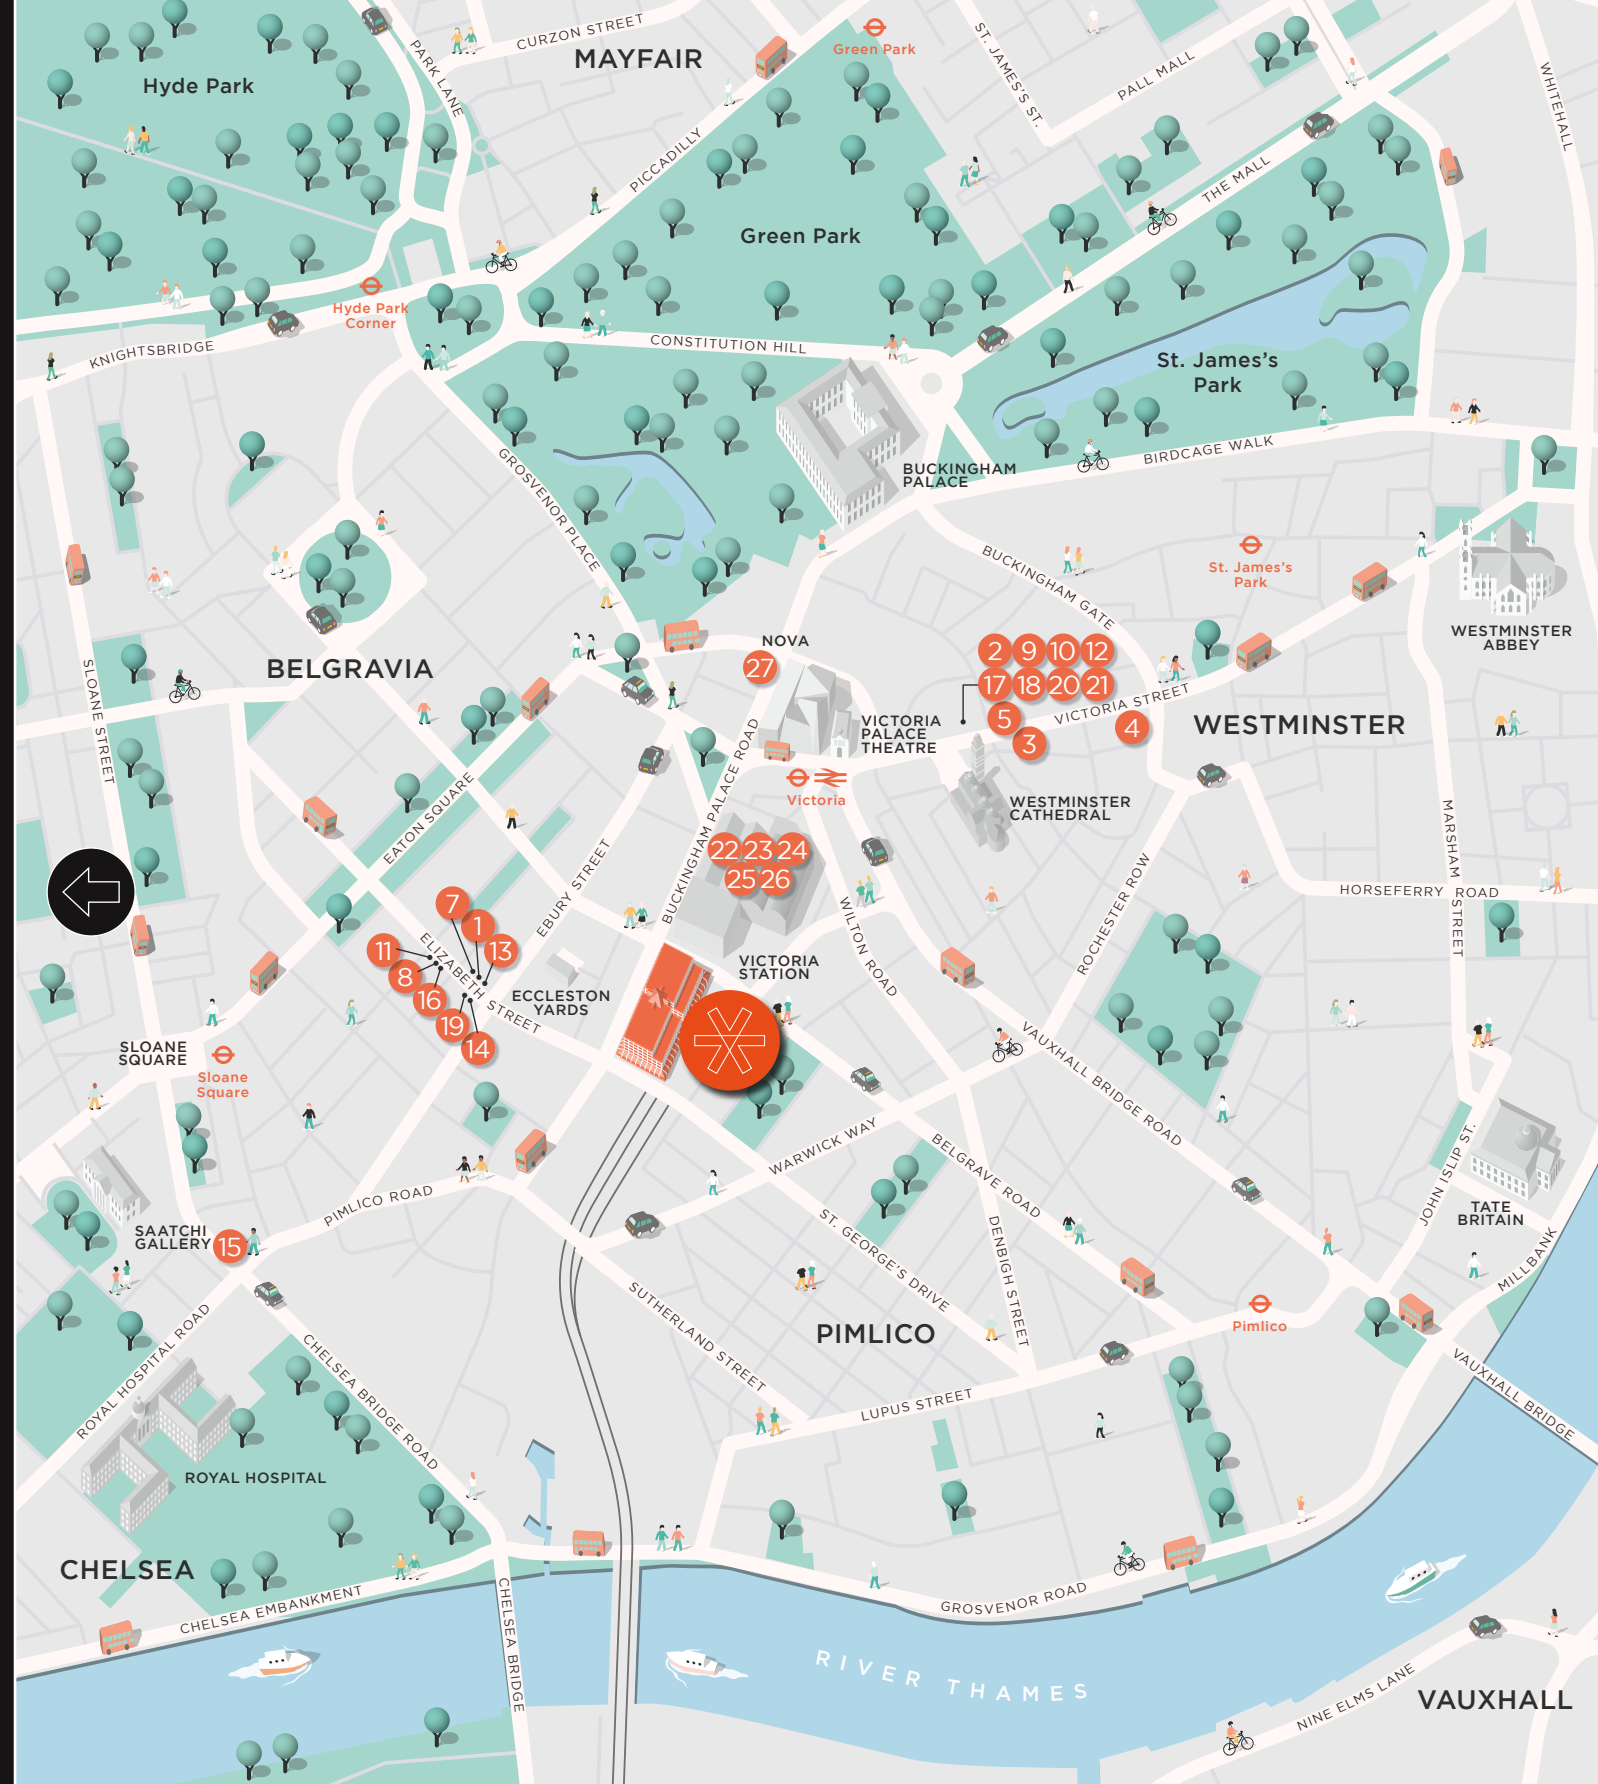 CURZON STREET
MAYFAIR
Green Park
PARK LANE
ST. JAMES'S ST.
PALL MALL
WHITEHALL
Hyde Park
PICCADILLY
THE MALL
Green Park
Hyde Park
Corner
KNIGHTSBRIDGE
CONSTITUTION HILL
St. James's
Park
BUCKINGHAM
PALACE
BIRDCAGE WALK
GROSVENOR PLACE
BUCKINGHAM GATE
St. James's
Park
WESTMINSTER
ABBEY
NOVA
27
2 9 10 12
17 18 20 21
5
3
4
BELGRAVIA
SLOANE STREET
VICTORIA STREET
WESTMINSTER
VICTORIA
PALACE
THEATRE
BUCKINGHAM PALACE ROAD
Victoria
WESTMINSTER
CATHEDRAL
EATON SQUARE
EBURY STREET
22 23 24
25 26
MARSHAM STREET
HORSEFERRY ROAD
ROCHESTER ROW
WILTON ROAD
7
1
13
11
8
16
19
14
ELIZABETH STREET
ECCLESTON
YARDS
VICTORIA
STATION
SLOANE
SQUARE
Sloane
Square
VAUXHALL BRIDGE ROAD
WARWICK WAY
BELGRAVE ROAD
JOHN ISLIP ST.
TATE
BRITAIN
MILLBANK
PIMLICO ROAD
SAATCHI
GALLERY
15
ST. GEORGE'S DRIVE
DENBIGH STREET
SUTHERLAND STREET
PIMLICO
Pimlico
ROYAL HOSPITAL ROAD
CHELSEA BRIDGE ROAD
LUPUS STREET
VAUXHALL BRIDGE
ROYAL HOSPITAL
CHELSEA
CHELSEA EMBANKMENT
CHELSEA BRIDGE
GROSVENOR ROAD
RIVER THAMES
NINE ELMS LANE
VAUXHALL